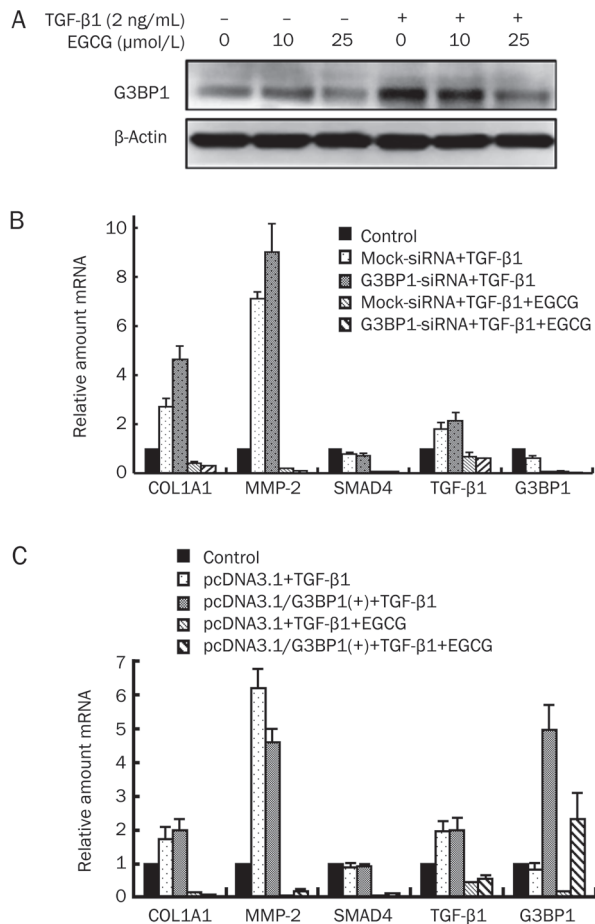 A
TGF-β1 (2 ng/mL) – – – + + +
EGCG (μmol/L) 0 10 25 0 10 25
G3BP1
β-Actin
B
Relative amount mRNA
10
8
6
4
2
0
Control
Mock-siRNA+TGF-β1
G3BP1-siRNA+TGF-β1
Mock-siRNA+TGF-β1+EGCG
G3BP1-siRNA+TGF-β1+EGCG
COL1A1 MMP-2 SMAD4 TGF-β1 G3BP1
C
Control
pcDNA3.1+TGF-β1
pcDNA3.1/G3BP1(+)+TGF-β1
pcDNA3.1+TGF-β1+EGCG
pcDNA3.1/G3BP1(+)+TGF-β1+EGCG
Relative amount mRNA
7
6
5
4
3
2
1
0
COL1A1 MMP-2 SMAD4 TGF-β1 G3BP1